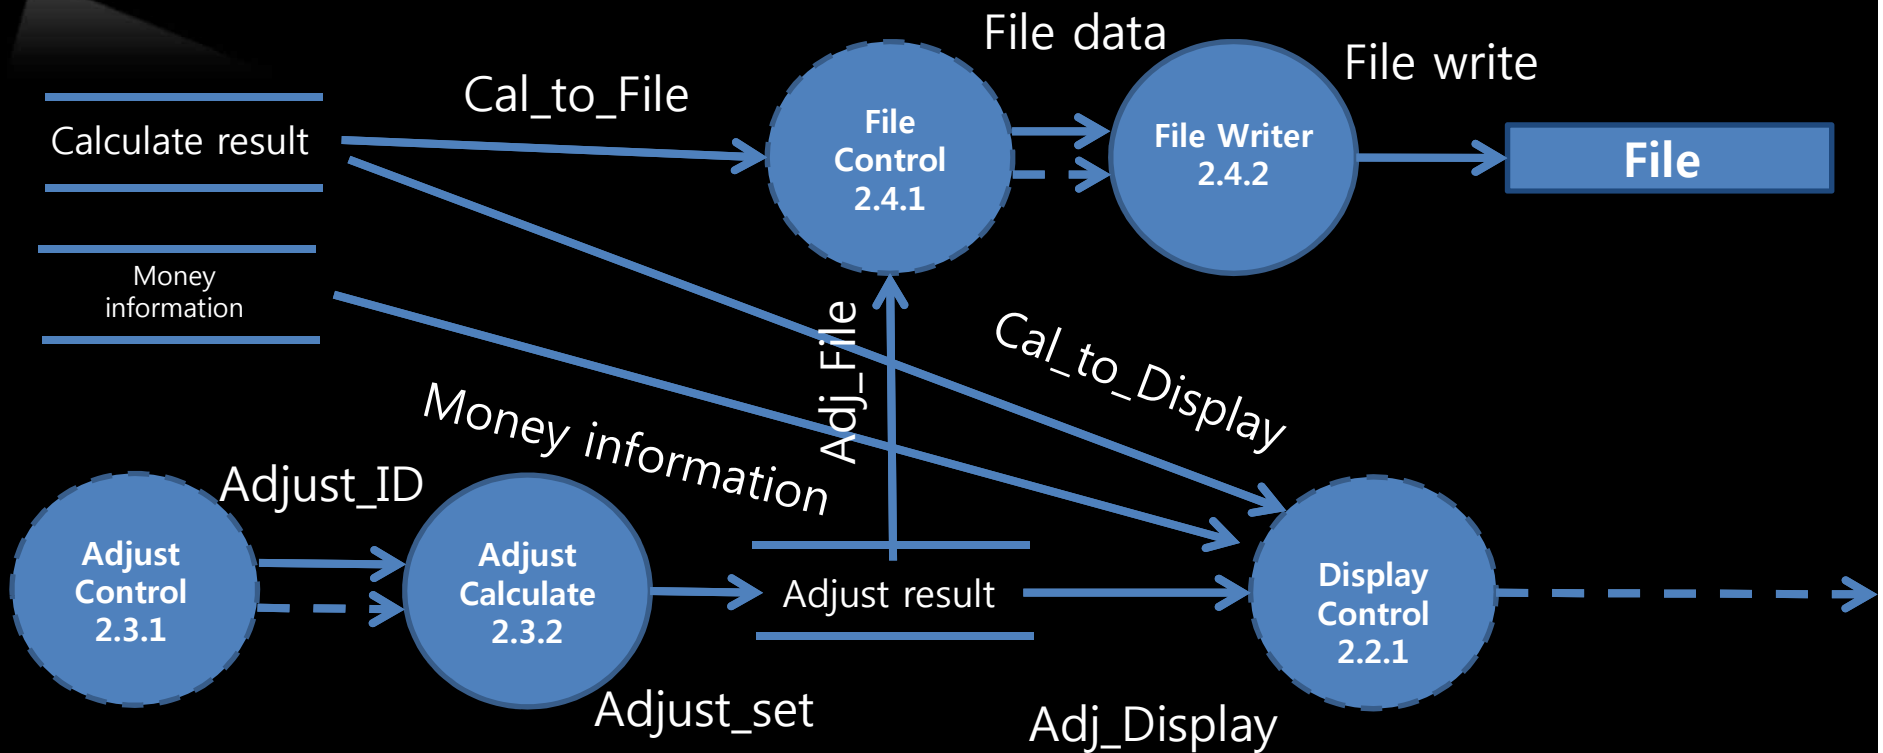 File data
File write
Cal_to_File
Calculate result
File
Control
2.4.1
File Writer
2.4.2
File
Money
information
Adj_File
Cal_to_Display
Money information
Adjust_ID
Adjust
Control
2.3.1
Adjust
Calculate
2.3.2
Adjust result
Display
Control
2.2.1
Adjust_set
Adj_Display